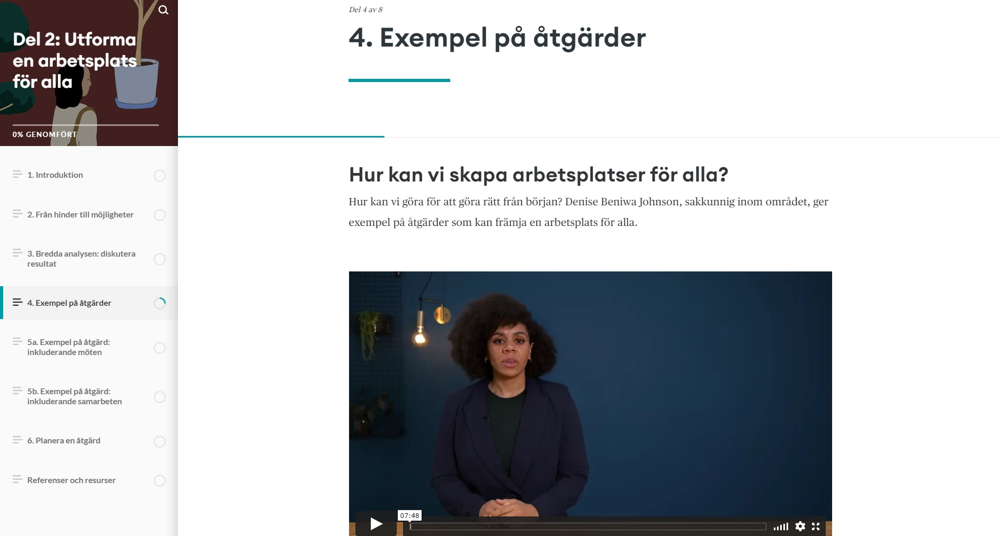 Del 2: Utforma
en arbetsplats
för alla
0% GENOMFÖRT
1. Introduktion
2. Från hinder till möjligheter
3. Bredda analysen: diskutera
resultat
4. Exempel på åtgärder
5a. Exempel på åtgärd:
inkluderande möten
5b. Exempel på åtgärd:
inkluderande samarbeten
6. Planera en åtgärd
Referenser och resurser
Del 4 av 8
4. Exempel på åtgärder
Hur kan vi skapa arbetsplatser för alla?
Hur kan vi göra för att göra rätt från början? Denise Beniwa Johnson, sakkunnig inom området, ger
exempel på åtgärder som kan främja en arbetsplats för alla.
07:48